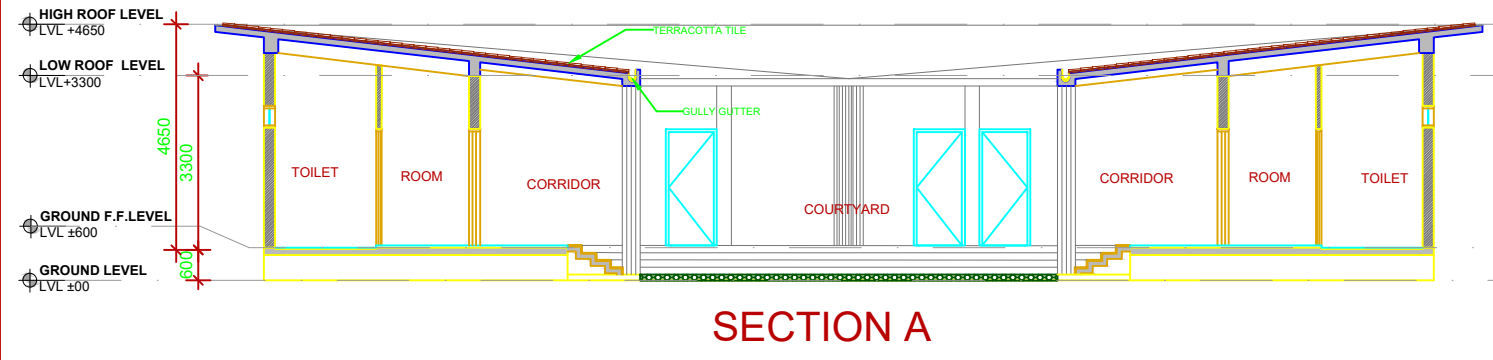 HIGH ROOF LEVEL
LVL +4650
TERRACOTTA TILE
LOW ROOF LEVEL
LVL+3300
GULLY GUTTER
4650
3300
TOILET
ROOM
CORRIDOR
COURTYARD
CORRIDOR
ROOM
TOILET
GROUND F.F.LEVEL
LVL ±600
600
GROUND LEVEL
LVL ±00
SECTION A